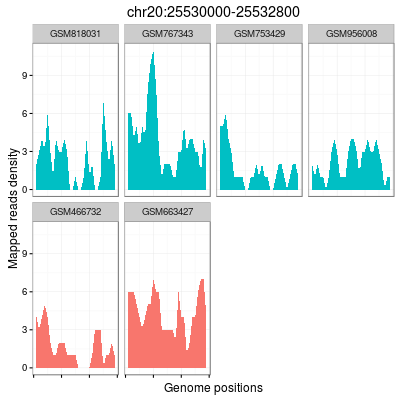 chr20:25530000-25532800
GSM818031 GSM767343 GSM753429 GSM956008
9
6
3
0
GSM466732 GSM663427
9
6
3
0
Mapped reads density
Genome positions